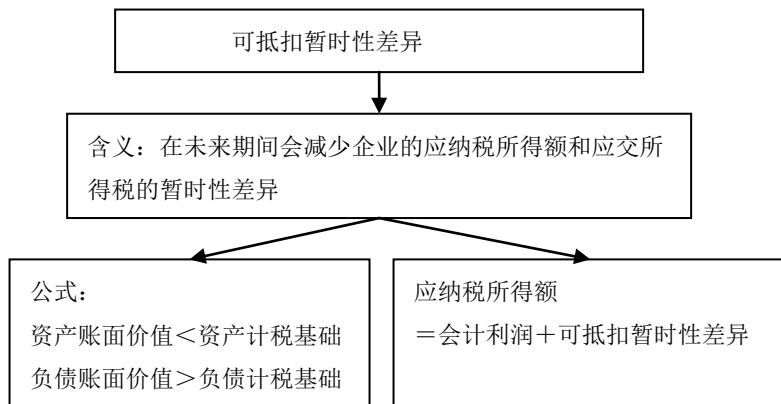 可抵扣暂时性差异
含义：在未来期间会减少企业的应纳税所得额和应交所
得税的暂时性差异
公式：
资产账面价值＜资产计税基础
负债账面价值＞负债计税基础
应纳税所得额
＝会计利润＋可抵扣暂时性差异